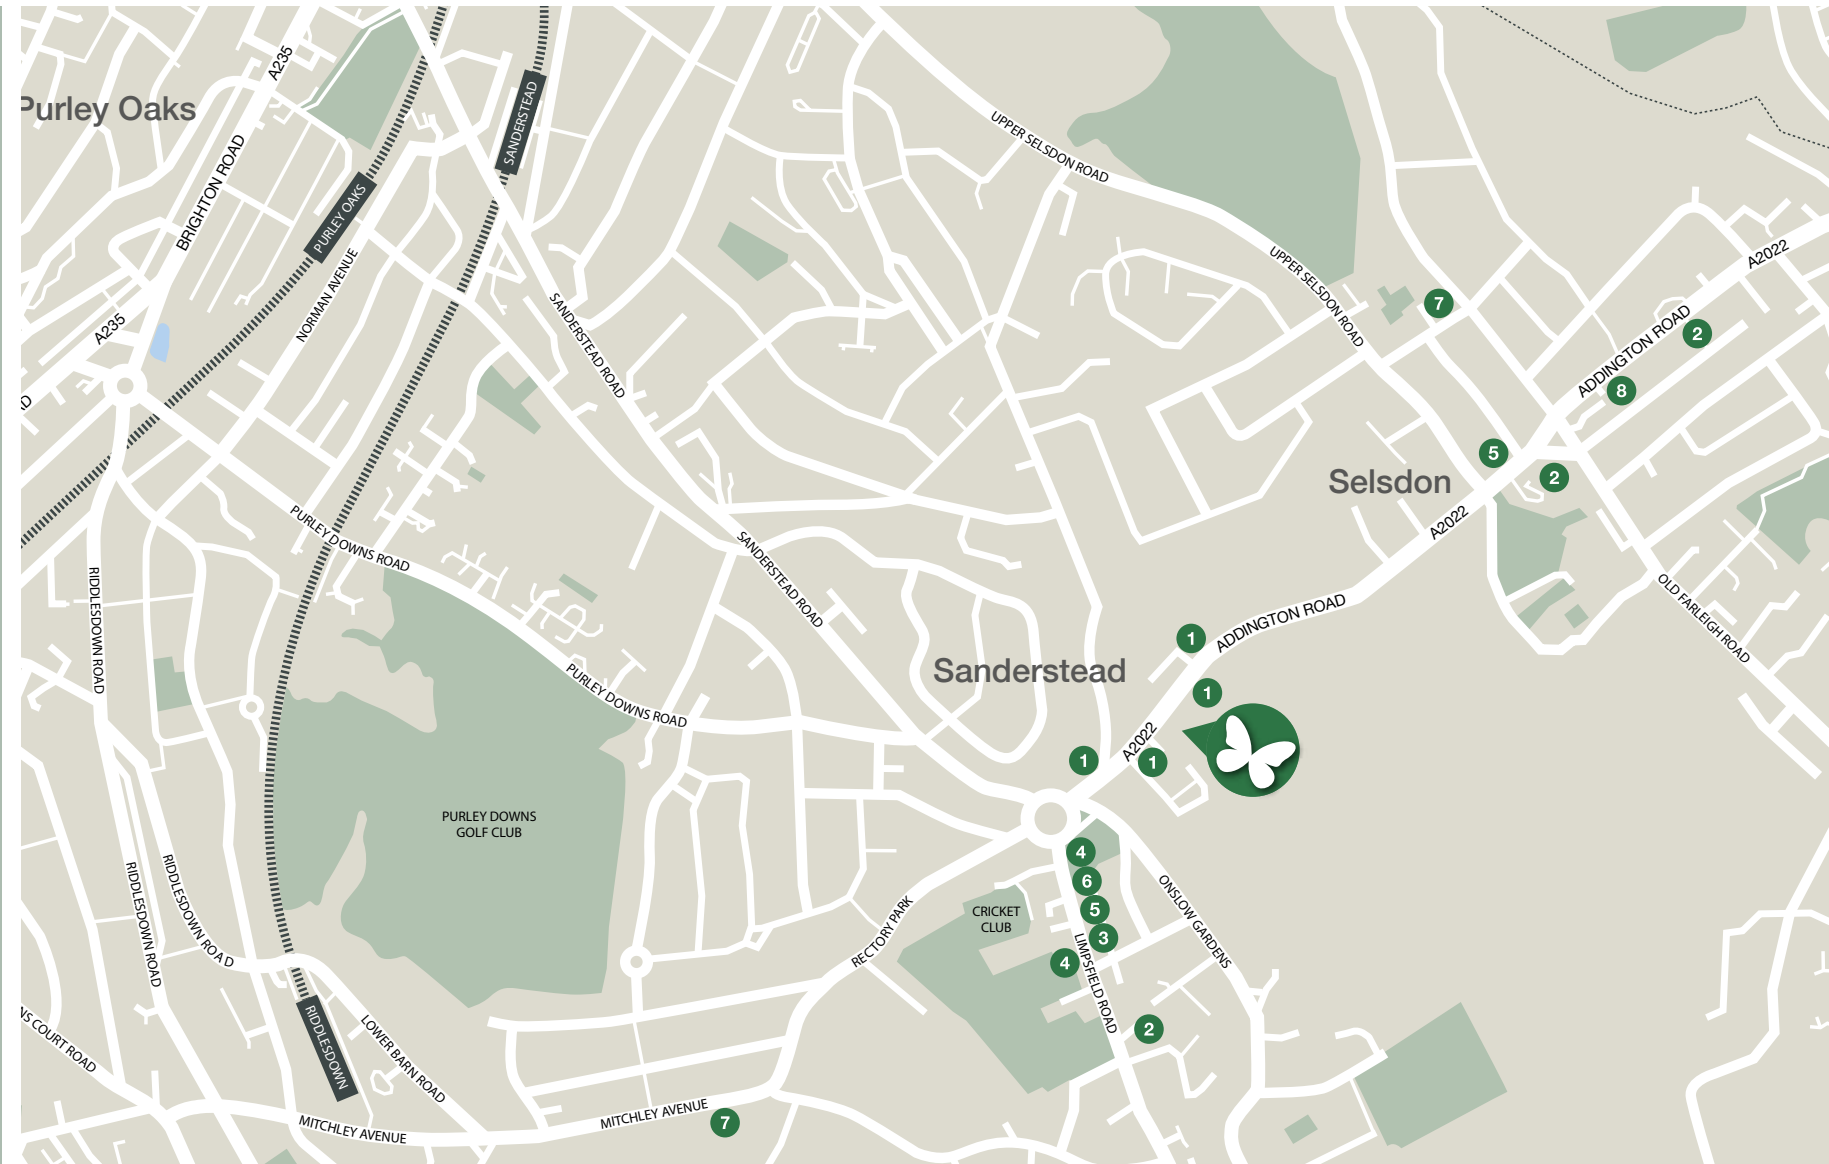 A235
Purley Oaks
SANDERSTEAD
BRIGHTON ROAD
UPPER SELSDON ROAD
PURLEY OAKS
NORMAN AVENUE
A2022
UPPER SELSDON ROAD
A235
SANDERSTEAD ROAD
7
ADDINGTON ROAD
2
8
5
2
Selsdon
A2022
PURLEY DOWNS ROAD
SANDERSTEAD ROAD
RIDDLESDOWN ROAD
OLD FARLEIGH ROAD
ADDINGTON ROAD
1
Sanderstead
1
PURLEY DOWNS ROAD
A2022
1
1
PURLEY DOWNS
GOLF CLUB
4
6
5
3
4
2
CRICKET
CLUB
ONSLOW GARDENS
LIMPSFIELD ROAD
RECTORY PARK
RIDDLESDOWN ROAD
RIDDLESDOWN ROAD
RIDDLESDOWN
LOWER BARN ROAD
NS COURT ROAD
MITCHLEY AVENUE
MITCHLEY AVENUE
7